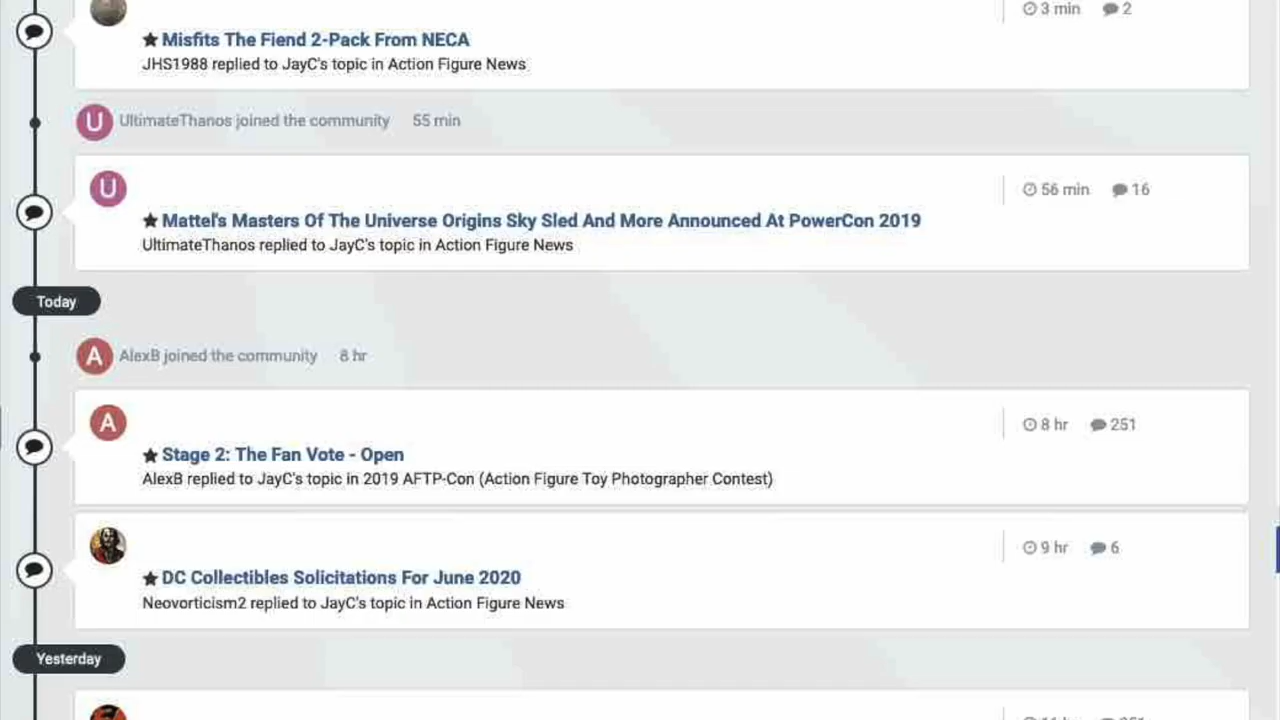 3 min 2
Misfits The Fiend 2-Pack From NECA
JHS1988 replied to JayC's topic in Action Figure News
U UltimateThanos joined the community 55 min
U
56 min 16
Mattel's Masters Of The Universe Origins Sky Sled And More Announced At PowerCon 2019
UltimateThanos replied to JayC's topic in Action Figure News
Today
A AlexB joined the community 8 hr
A
8 hr 251
Stage 2: The Fan Vote - Open
AlexB replied to JayC's topic in 2019 AFTP-Con (Action Figure Toy Photographer Contest)
9 hr 6
DC Collectibles Solicitations For June 2020
Neovorticism2 replied to JayC's topic in Action Figure News
Yesterday